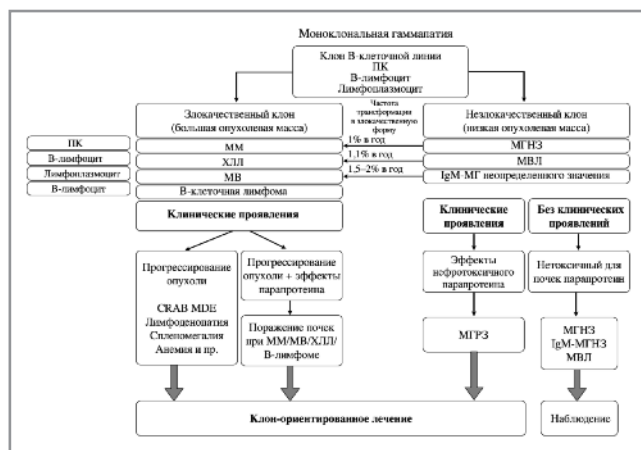 Моноклональная гаммапатия
Клон В-клеточной линии
ПК
В-лимфоцит
Лимфоплазмоцит
Злокачественный клон
(большая опухолевая масса)
Частота
трансформации
в злокачественную
форму
Незлокачественный клон
(низкая опухолевая масса)
ПК
ММ
1% в год
МГНЗ
В-лимфоцит
ХЛЛ
1,1% в год
МВЛ
Лимфоплазмоцит
МВ
1,5–2% в год
IgM-МГ неопределенного значения
В-лимфоцит
В-клеточная лимфома
Клинические проявления
Клинические
проявления
Без клинических
проявлений
Прогрессирование
опухоли
CRAB MDE
Лимфоденопатия
Спленомегалия
Анемия и пр.
Прогрессирование
опухоли + эффекты
парапротеина
Эффекты
нефротоксичного
парапротеина
Нетоксичный для
почек парапротеин
Поражение почек
при ММ/МВ/ХЛЛ/
В-лимфоме
МГРЗ
МГНЗ
IgM-МГНЗ
МВЛ
Клон-ориентированное лечение
Наблюдение